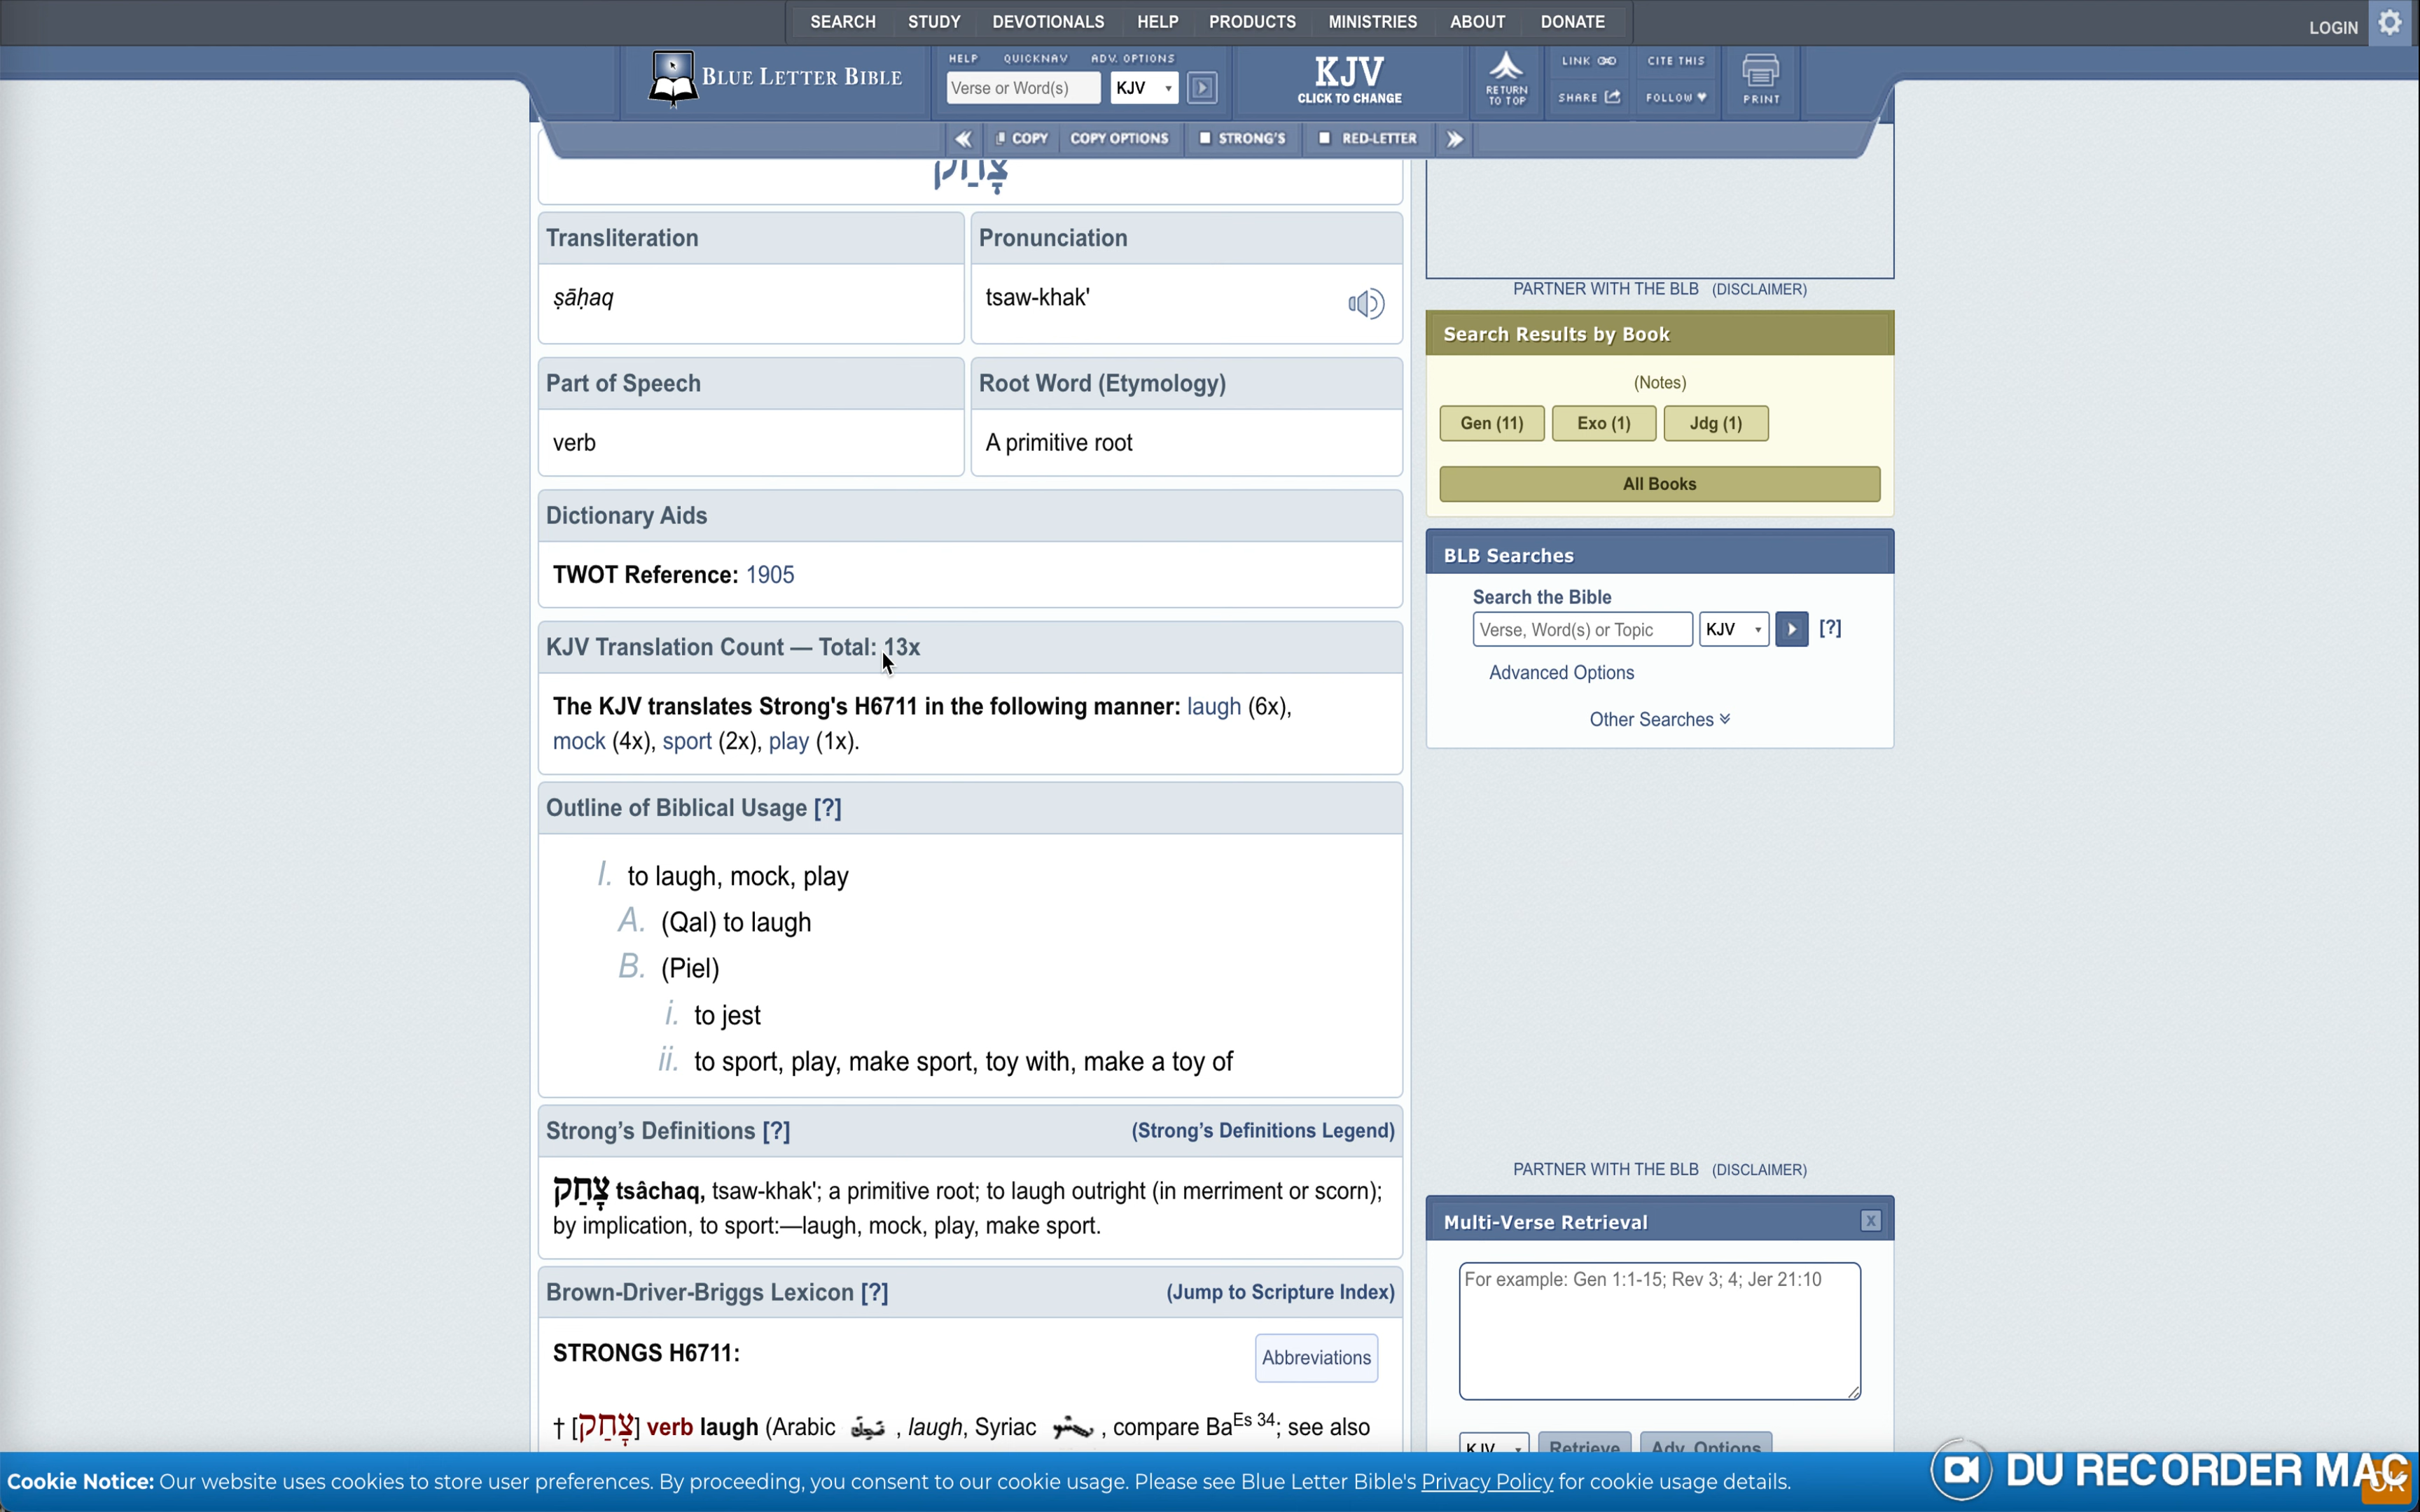 SEARCH STUDY DEVOTIONALS HELP PRODUCTS MINISTRIES ABOUT DONATE
LOGIN
BLUE LETTER BIBLE
HELP QUICKNAV ADV. OPTIONS
Verse or Word(s) KJV
KJV
CLICK TO CHANGE
RETURN
TO TOP
LINK CITE THIS
SHARE FOLLOW
PRINT
COPY COPY OPTIONS STRONG'S RED-LETTER
צָחַק
Transliteration
ṣāḥaq
Pronunciation
tsaw-khak'
Part of Speech
verb
Root Word (Etymology)
A primitive root
Dictionary Aids
TWOT Reference: 1905
KJV Translation Count — Total: 13x
The KJV translates Strong's H6711 in the following manner: laugh (6x),
mock (4x), sport (2x), play (1x).
Outline of Biblical Usage [?]
I. to laugh, mock, play
A. (Qal) to laugh
B. (Piel)
i. to jest
ii. to sport, play, make sport, toy with, make a toy of
Strong’s Definitions [?] (Strong’s Definitions Legend)
צָחַק tsâchaq, tsaw-khak'; a primitive root; to laugh outright (in merriment or scorn);
by implication, to sport:—laugh, mock, play, make sport.
Brown-Driver-Briggs Lexicon [?] (Jump to Scripture Index)
STRONGS H6711:
Abbreviations
† [צָחַק] verb laugh (Arabic , laugh, Syriac , compare BaEs 34; see also
PARTNER WITH THE BLB (DISCLAIMER)
Search Results by Book
(Notes)
Gen (11) Exo (1) Jdg (1)
All Books
BLB Searches
Search the Bible
Verse, Word(s) or Topic KJV [?]
Advanced Options
Other Searches
PARTNER WITH THE BLB (DISCLAIMER)
Multi-Verse Retrieval X
For example: Gen 1:1-15; Rev 3; 4; Jer 21:10
KJV Retrieve Adv. Options
Cookie Notice: Our website uses cookies to store user preferences. By proceeding, you consent to our cookie usage. Please see Blue Letter Bible's Privacy Policy for cookie usage details.
DU RECORDER MAC
OK